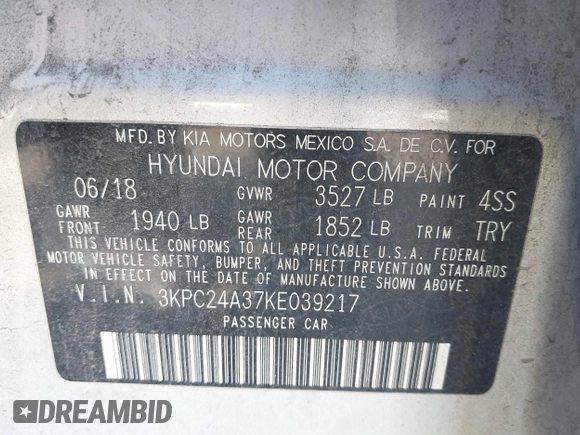 MFD. BY KIA MOTORS MEXICO S.A. DE C.V. FOR
HYUNDAI MOTOR COMPANY
06/18 GVWR 3527 LB PAINT 4SS
GAWR FRONT 1940 LB GAWR REAR 1852 LB TRIM TRY
THIS VEHICLE CONFORMS TO ALL APPLICABLE U.S.A. FEDERAL
MOTOR VEHICLE SAFETY, BUMPER, AND THEFT PREVENTION STANDARDS
IN EFFECT ON THE DATE OF MANUFACTURE SHOWN ABOVE.
V.I.N. 3KPC24A37KE039217
PASSENGER CAR
DREAMBID